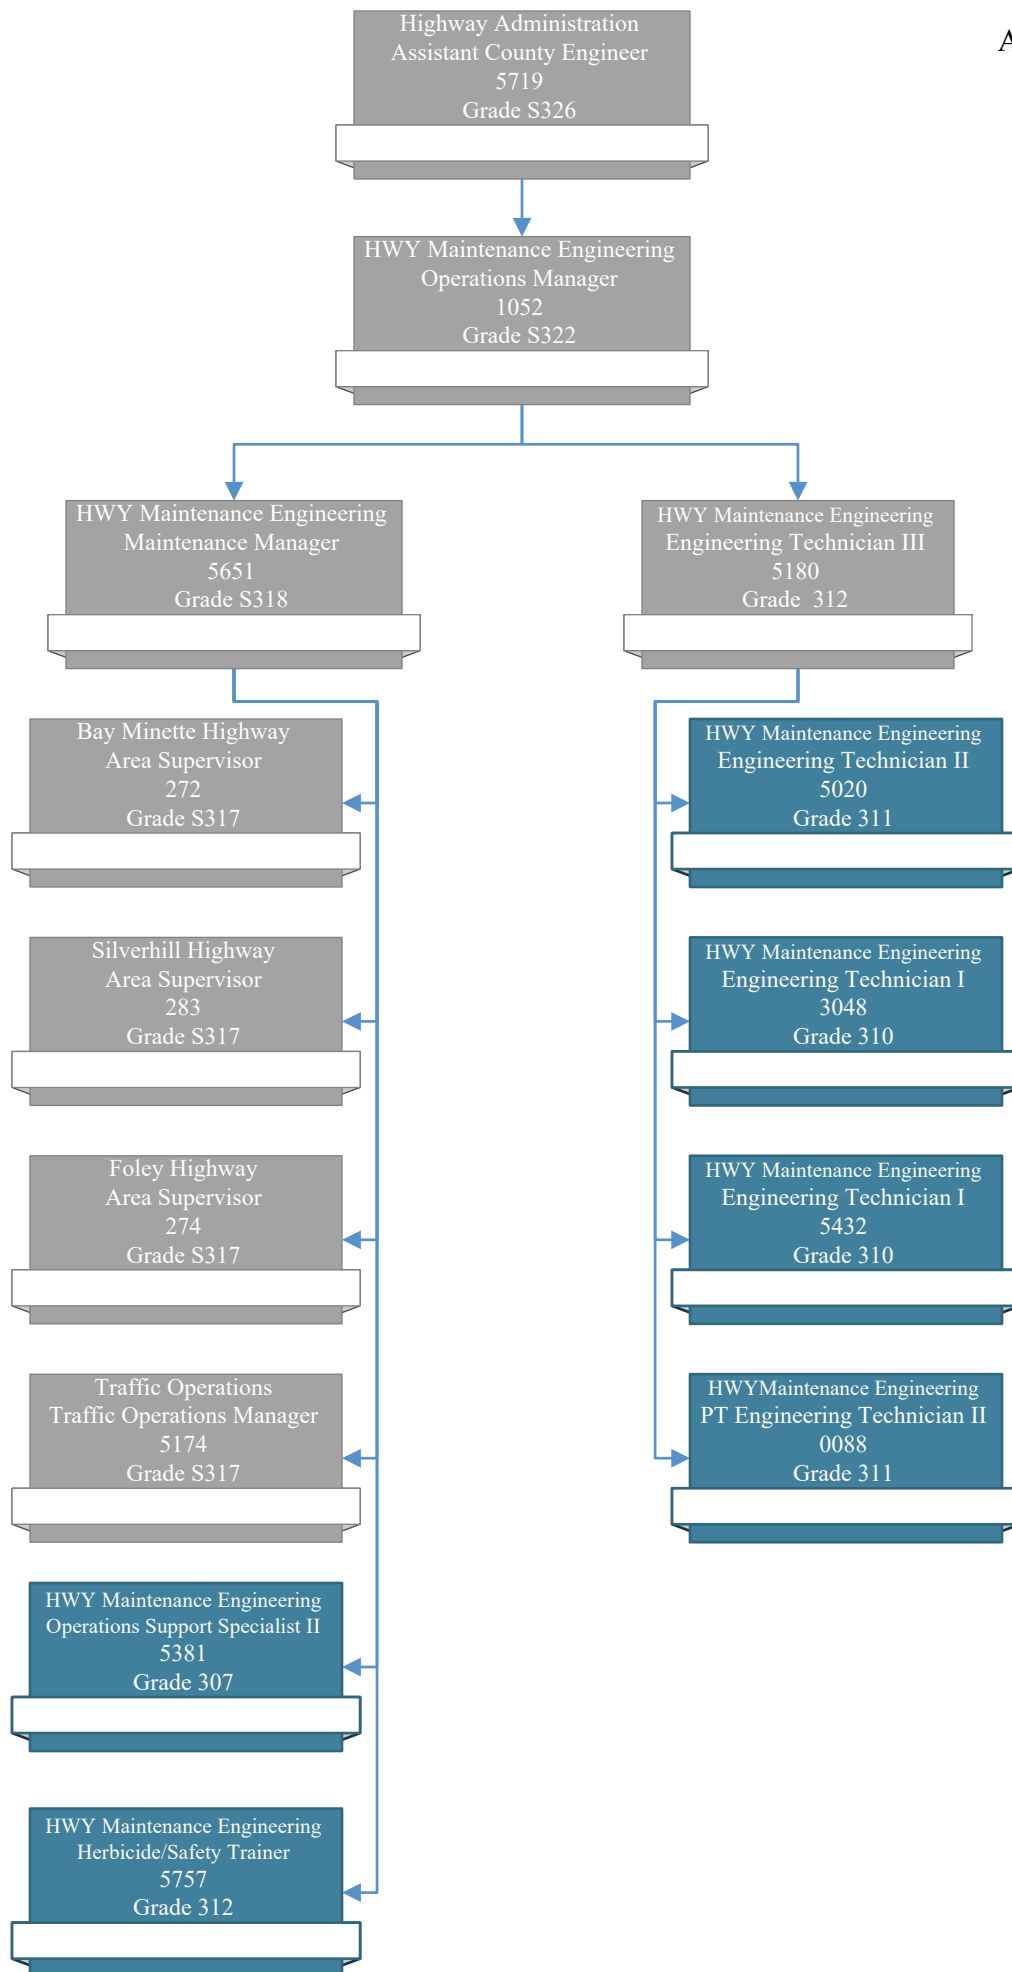 Highway Administration
Assistant County Engineer
5719
Grade S326
A
HWY Maintenance Engineering
Operations Manager
1052
Grade S322
HWY Maintenance Engineering
Maintenance Manager
5651
Grade S318
HWY Maintenance Engineering
Engineering Technician III
5180
Grade 312
Bay Minette Highway
Area Supervisor
272
Grade S317
HWY Maintenance Engineering
Engineering Technician II
5020
Grade 311
Silverhill Highway
Area Supervisor
283
Grade S317
HWY Maintenance Engineering
Engineering Technician I
3048
Grade 310
Foley Highway
Area Supervisor
274
Grade S317
HWY Maintenance Engineering
Engineering Technician I
5432
Grade 310
Traffic Operations
Traffic Operations Manager
5174
Grade S317
HWYMaintenance Engineering
PT Engineering Technician II
0088
Grade 311
HWY Maintenance Engineering
Operations Support Specialist II
5381
Grade 307
HWY Maintenance Engineering
Herbicide/Safety Trainer
5757
Grade 312